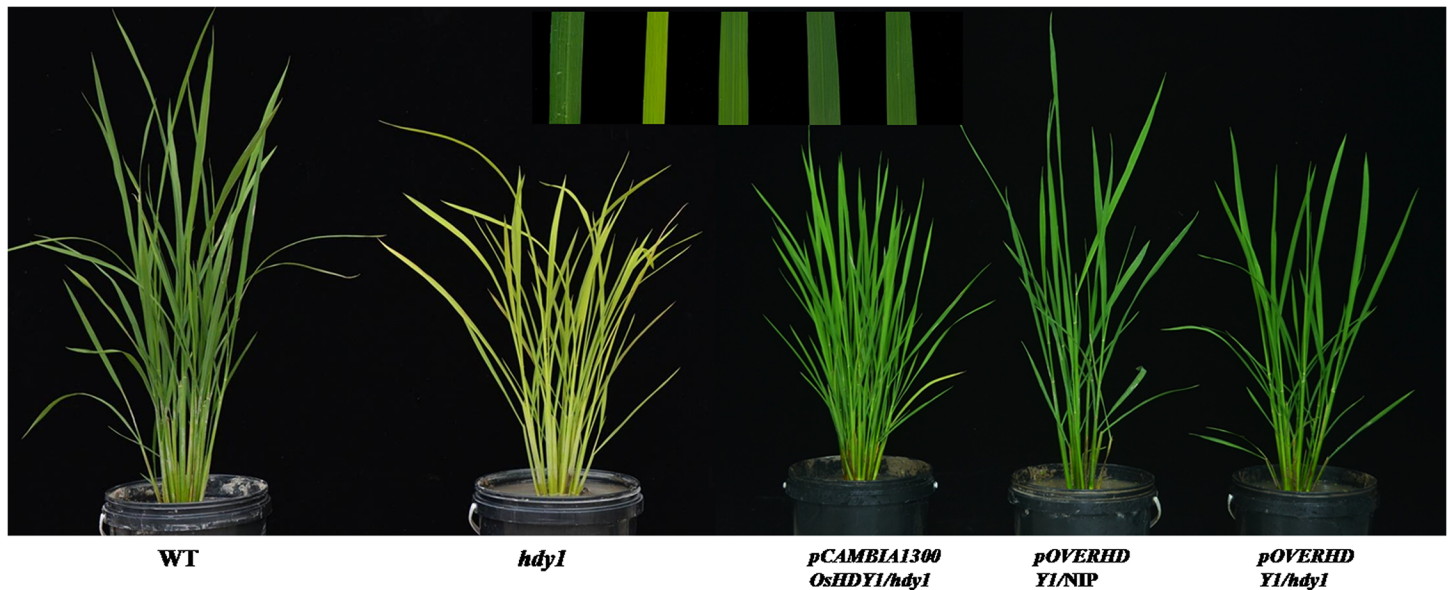 WT
hdy1
pCAMBIA1300
OsHDY1/hdy1
pOVERHD
Y1/NIP
pOVERHD
Y1/hdy1